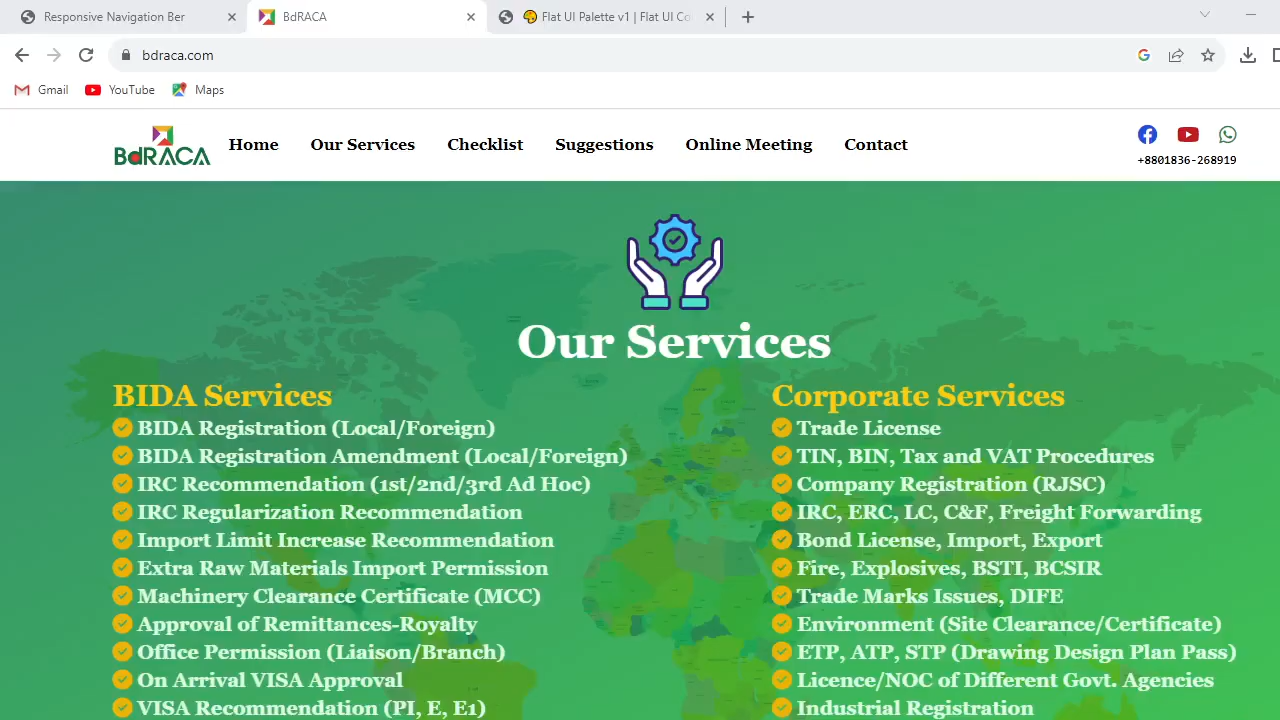 Responsive Navigation Ber
BdRACA
Flat UI Palette v1 | Flat UI Co
bdraca.com
Gmail
YouTube
Maps
BdRACA
Home
Our Services
Checklist
Suggestions
Online Meeting
Contact
+8801836-268919
Our Services
BIDA Services
BIDA Registration (Local/Foreign)
BIDA Registration Amendment (Local/Foreign)
IRC Recommendation (1st/2nd/3rd Ad Hoc)
IRC Regularization Recommendation
Import Limit Increase Recommendation
Extra Raw Materials Import Permission
Machinery Clearance Certificate (MCC)
Approval of Remittances-Royalty
Office Permission (Liaison/Branch)
On Arrival VISA Approval
VISA Recommendation (PI, E, E1)
Corporate Services
Trade License
TIN, BIN, Tax and VAT Procedures
Company Registration (RJSC)
IRC, ERC, LC, C&F, Freight Forwarding
Bond License, Import, Export
Fire, Explosives, BSTI, BCSIR
Trade Marks Issues, DIFE
Environment (Site Clearance/Certificate)
ETP, ATP, STP (Drawing Design Plan Pass)
Licence/NOC of Different Govt. Agencies
Industrial Registration